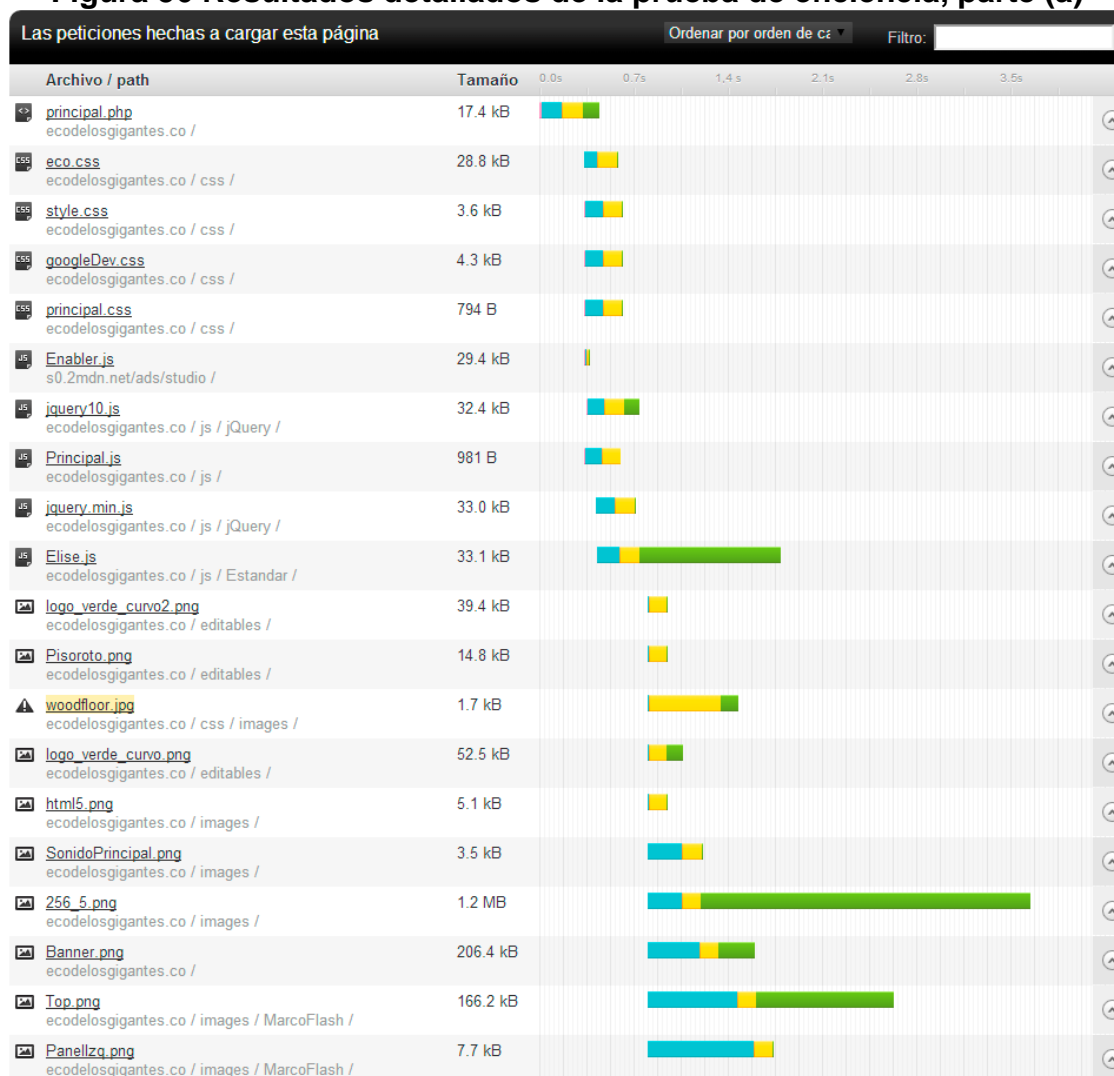 Las peticiones hechas a cargar esta página Ordenar por orden de ca Filtro:
Archivo / path Tamaño 0.0s 0.7s 1,4 s 2.1s 2.8s 3.5s
principal.php 17.4 kB
ecodelosgigantes.co /
eco.css 28.8 kB
ecodelosgigantes.co / css /
style.css 3.6 kB
ecodelosgigantes.co / css /
googleDev.css 4.3 kB
ecodelosgigantes.co / css /
principal.css 794 B
ecodelosgigantes.co / css /
Enabler.js 29.4 kB
s0.2mdn.net/ads/studio /
jquery10.js 32.4 kB
ecodelosgigantes.co / js / jQuery /
Principal.js 981 B
ecodelosgigantes.co / js /
jquery.min.js 33.0 kB
ecodelosgigantes.co / js / jQuery /
Elise.js 33.1 kB
ecodelosgigantes.co / js / Estandar /
logo_verde_curvo2.png 39.4 kB
ecodelosgigantes.co / editables /
Pisoroto.png 14.8 kB
ecodelosgigantes.co / editables /
woodfloor.jpg 1.7 kB
ecodelosgigantes.co / css / images /
logo_verde_curvo.png 52.5 kB
ecodelosgigantes.co / editables /
html5.png 5.1 kB
ecodelosgigantes.co / images /
SonidoPrincipal.png 3.5 kB
ecodelosgigantes.co / images /
256_5.png 1.2 MB
ecodelosgigantes.co / images /
Banner.png 206.4 kB
ecodelosgigantes.co /
Top.png 166.2 kB
ecodelosgigantes.co / images / MarcoFlash /
PanelIzq.png 7.7 kB
ecodelosgigantes.co / images / MarcoFlash /